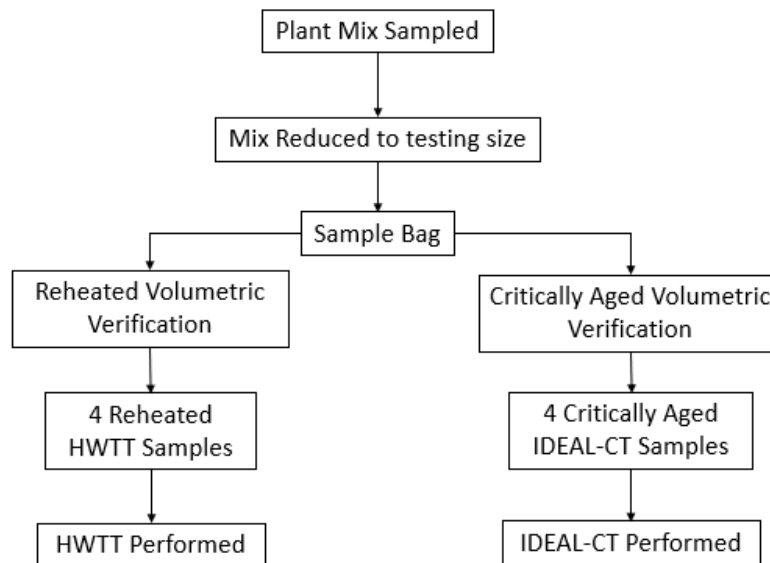 Plant Mix Sampled
Mix Reduced to testing size
Sample Bag
Reheated Volumetric
Verification
Critically Aged Volumetric
Verification
4 Reheated
HWTT Samples
4 Critically Aged
IDEAL-CT Samples
HWTT Performed
IDEAL-CT Performed